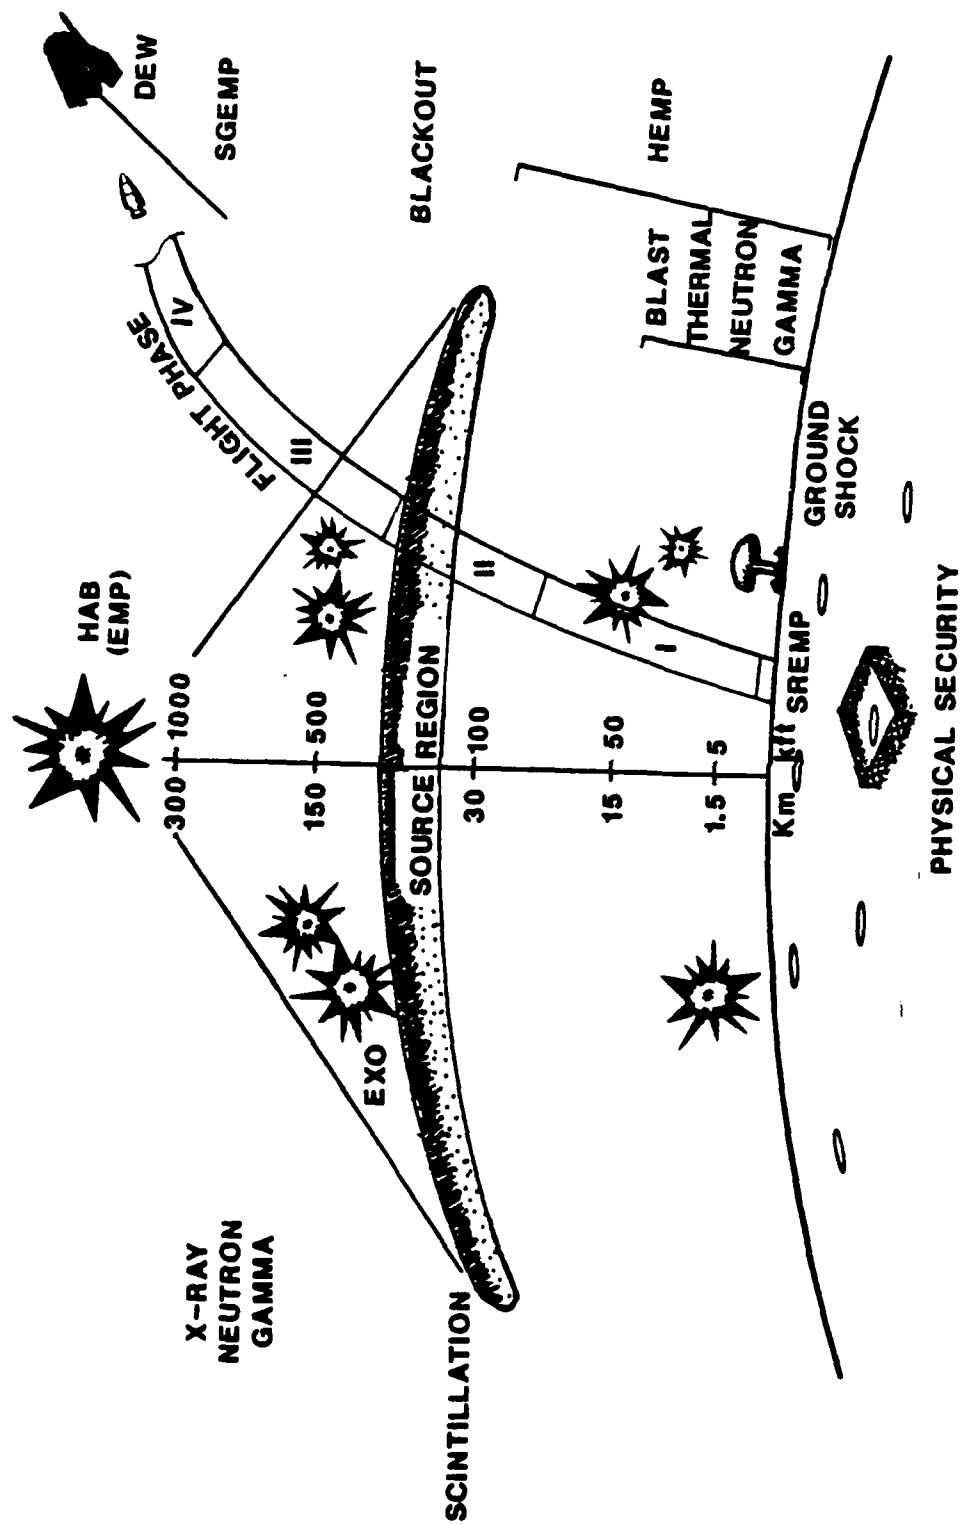 HAB
(EMP)
DEW
X-RAY
NEUTRON
GAMMA
300
1000
FLIGHT PHASE
IV
SGEMP
150
500
III
EXO
SCINTILLATION
SOURCE REGION
BLACKOUT
30
100
II
15
50
I
HEMP
BLAST
THERMAL
NEUTRON
GAMMA
1.5
5
Km
kft
SREMP
GROUND
SHOCK
PHYSICAL SECURITY